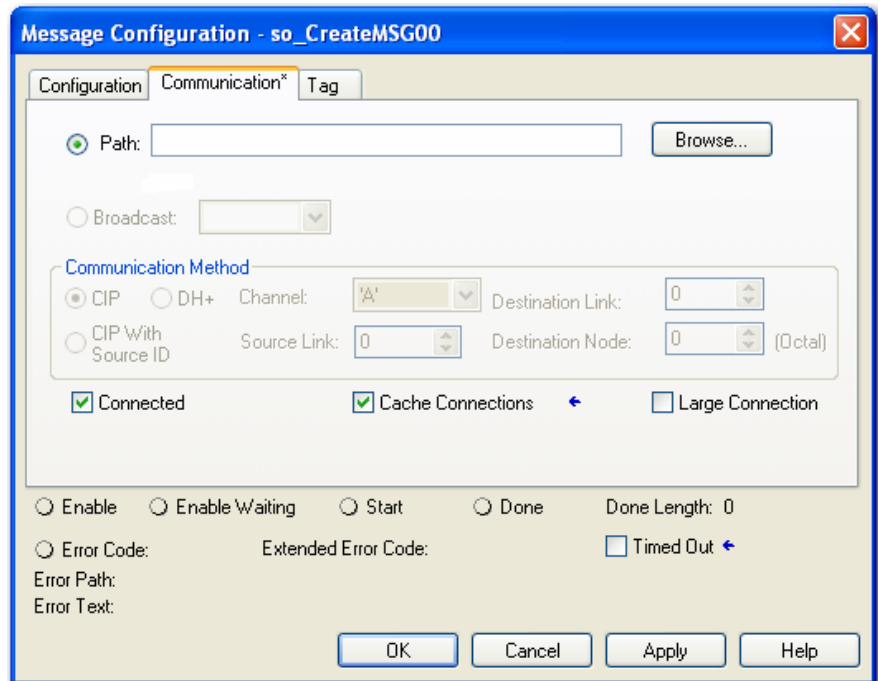 Message Configuration - so_CreateMSG00
Configuration Communication* Tag
Path: Browse...
Broadcast:
Communication Method
CIP DH+ Channel: 'A' Destination Link: 0
CIP With
Source ID Source Link: 0 Destination Node: 0 (Octal)
Connected Cache Connections Large Connection
Enable Enable Waiting Start Done Done Length: 0
Error Code: Extended Error Code: Timed Out
Error Path:
Error Text:
OK Cancel Apply Help